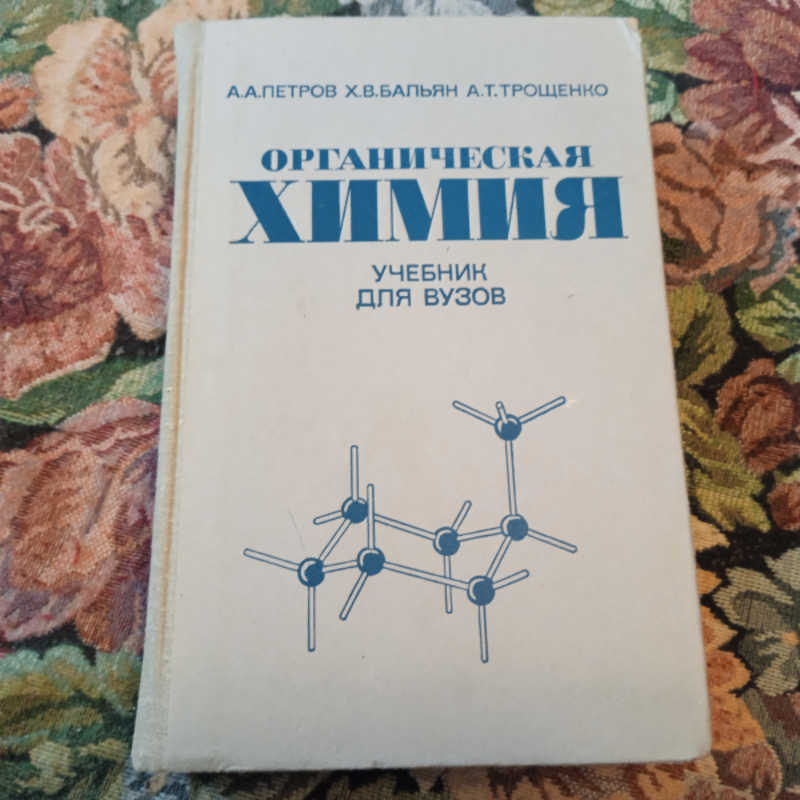 А.А.ПЕТРОВ Х.В.БАЛЬЯН А.Т.ТРОЩЕНКО
ОРГАНИЧЕСКАЯ
ХИМИЯ
УЧЕБНИК
ДЛЯ ВУЗОВ